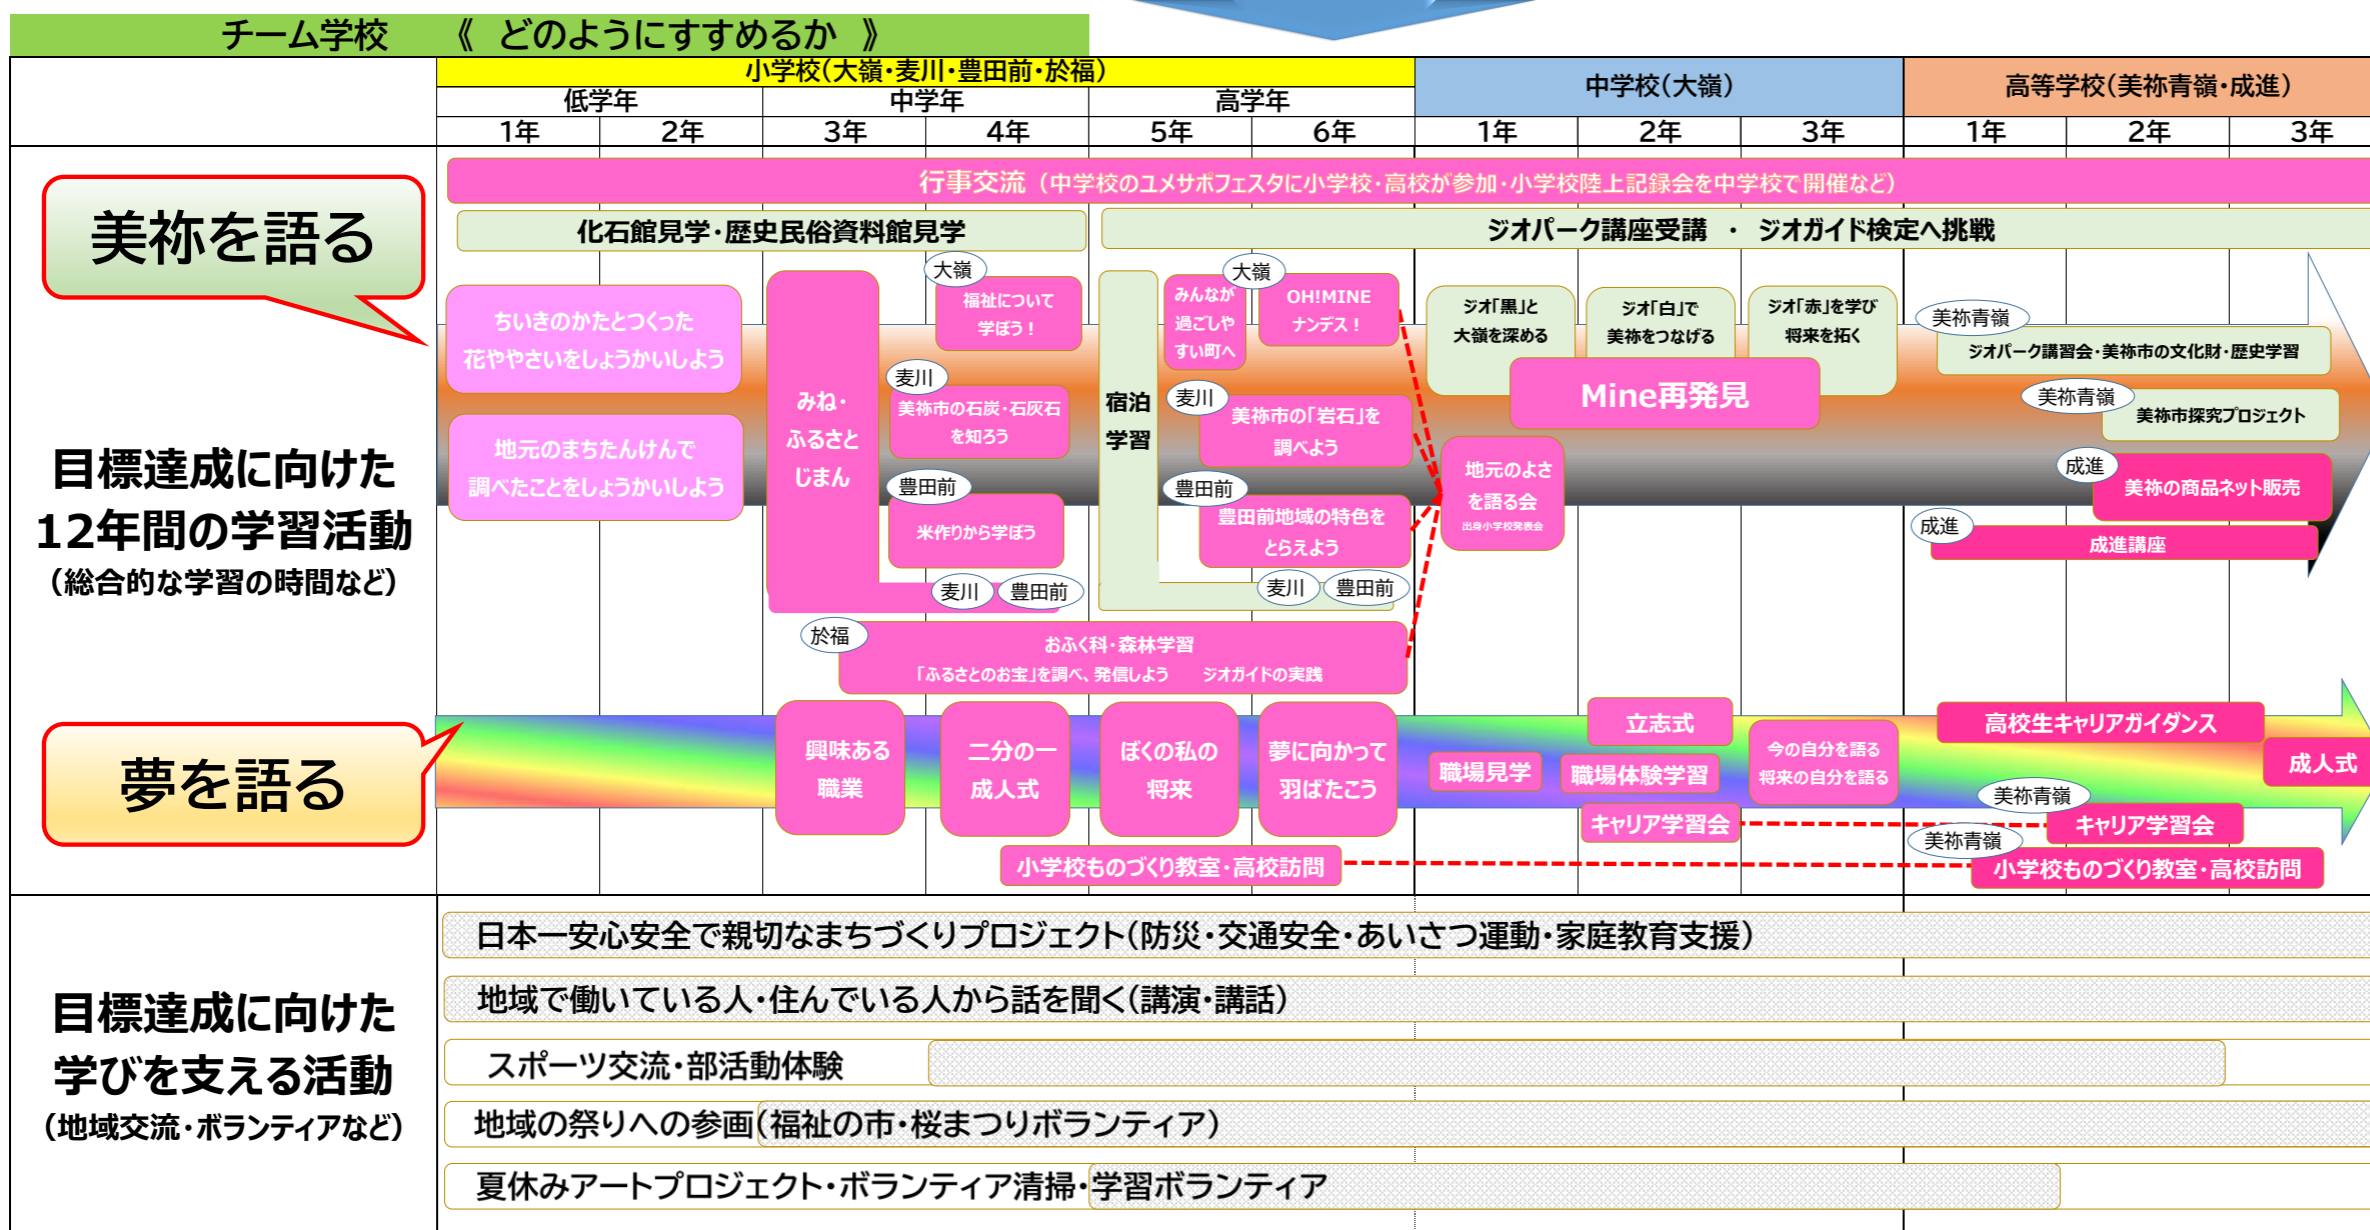 チーム学校 《 どのようにすすめるか 》
小学校(大嶺・麦川・豊田前・於福)
中学校(大嶺)
高等学校(美祢青嶺・成進)
低学年 中学年 高学年
1年 2年 3年 4年 5年 6年 1年 2年 3年 1年 2年 3年
美祢を語る
目標達成に向けた
12年間の学習活動
(総合的な学習の時間など)
行事交流 (中学校のユメサポフェスタに小学校・高校が参加・小学校陸上記録会を中学校で開催など)
化石館見学・歴史民俗資料館見学
ジオパーク講座受講 ・ ジオガイド検定へ挑戦
ちいきのかたとつくった
花ややさいをしょうかいしよう
地元のまちたんけんで
調べたことをしょうかいしよう
みね・
ふるさと
じまん
大嶺
福祉について
学ぼう！
麦川
美祢市の石炭・石灰石
を知ろう
豊田前
米作りから学ぼう
麦川 豊田前
宿泊
学習
大嶺
みんなが
過ごしや
すい町へ
OH!MINE
ナンデス！
麦川
美祢市の「岩石」を
調べよう
豊田前
豊田前地域の特色を
とらえよう
麦川 豊田前
於福
おふく科・森林学習
「ふるさとのお宝」を調べ、発信しよう ジオガイドの実践
ジオ「黒」と
大嶺を深める
ジオ「白」で
美祢をつなげる
ジオ「赤」を学び
将来を拓く
Mine再発見
地元のよさ
を語る会
出身小学校発表会
美祢青嶺
ジオパーク講習会・美祢市の文化財・歴史学習
美祢青嶺
美祢市探究プロジェクト
成進
美祢の商品ネット販売
成進
成進講座
夢を語る
興味ある
職業
二分の一
成人式
ぼくの私の
将来
夢に向かって
羽ばたこう
職場見学
立志式
職場体験学習
キャリア学習会
今の自分を語る
将来の自分を語る
高校生キャリアガイダンス
成人式
美祢青嶺
キャリア学習会
美祢青嶺
小学校ものづくり教室・高校訪問
小学校ものづくり教室・高校訪問
目標達成に向けた
学びを支える活動
(地域交流・ボランティアなど)
日本一安心安全で親切なまちづくりプロジェクト(防災・交通安全・あいさつ運動・家庭教育支援)
地域で働いている人・住んでいる人から話を聞く(講演・講話)
スポーツ交流・部活動体験
地域の祭りへの参画(福祉の市・桜まつりボランティア)
夏休みアートプロジェクト・ボランティア清掃・学習ボランティア